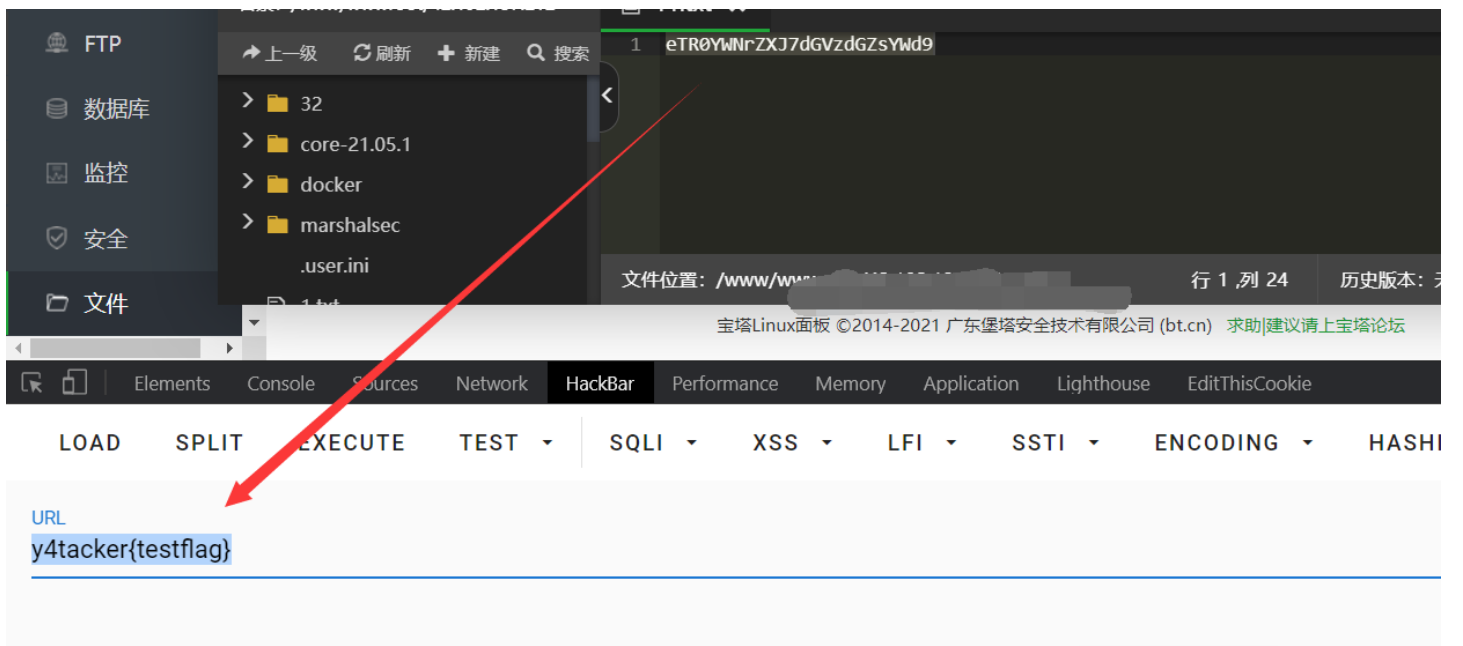 FTP
数据库
监控
安全
文件
上一级 刷新 新建 搜索
32
core-21.05.1
docker
marshalsec
.user.ini
1.txt
1 eTR0YWNrZXJ7dGVzdGZsYWd9
文件位置：/www/www
行 1 ,列 24
历史版本：
宝塔Linux面板 ©2014-2021 广东堡塔安全技术有限公司 (bt.cn) 求助|建议请上宝塔论坛
Elements Console Sources Network HackBar Performance Memory Application Lighthouse EditThisCookie
LOAD SPLIT EXECUTE TEST SQLI XSS LFI SSTI ENCODING HASHI
URL
y4tacker{testflag}